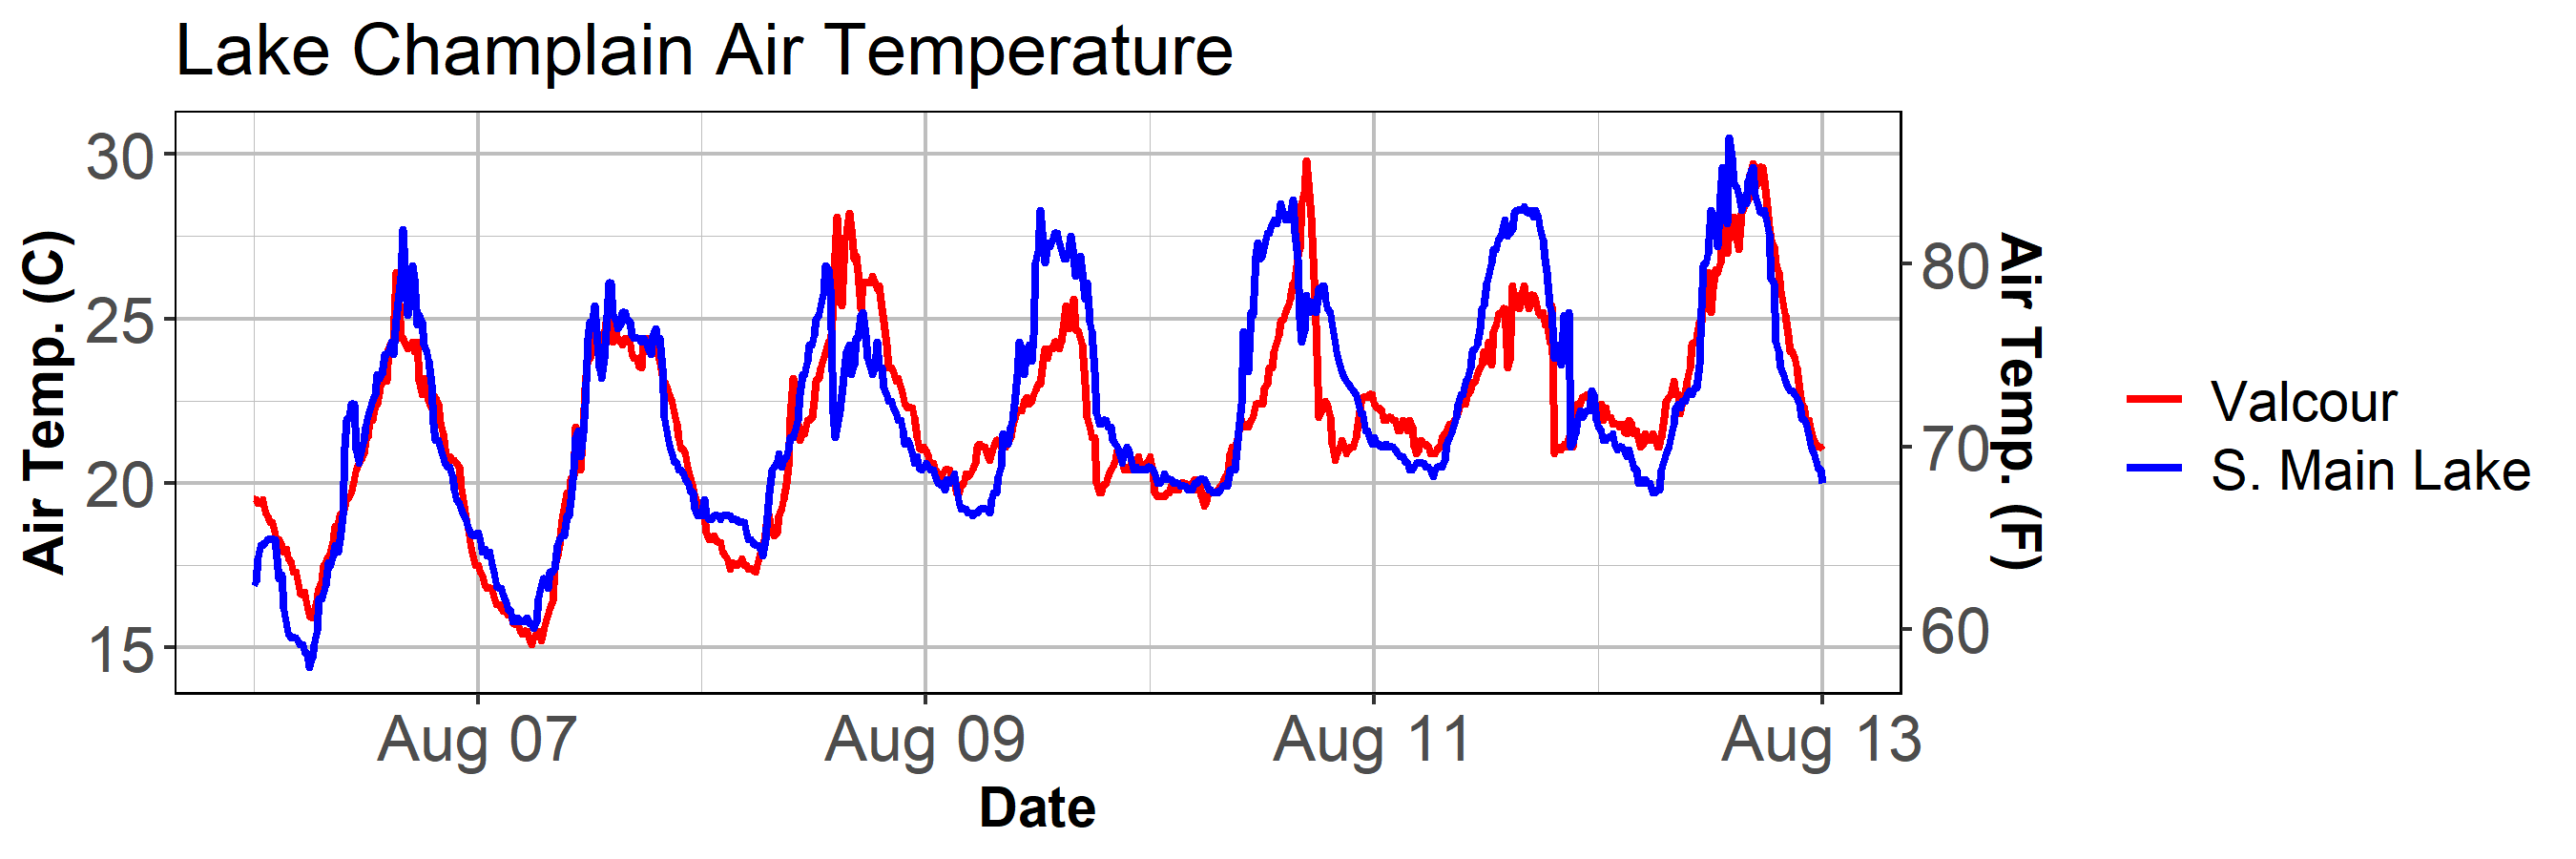 Lake Champlain Air Temperature
Air Temp. (C)
30
25
20
15
80
70
60
Air Temp. (F)
Aug 07
Aug 09
Aug 11
Aug 13
Date
Valcour
S. Main Lake